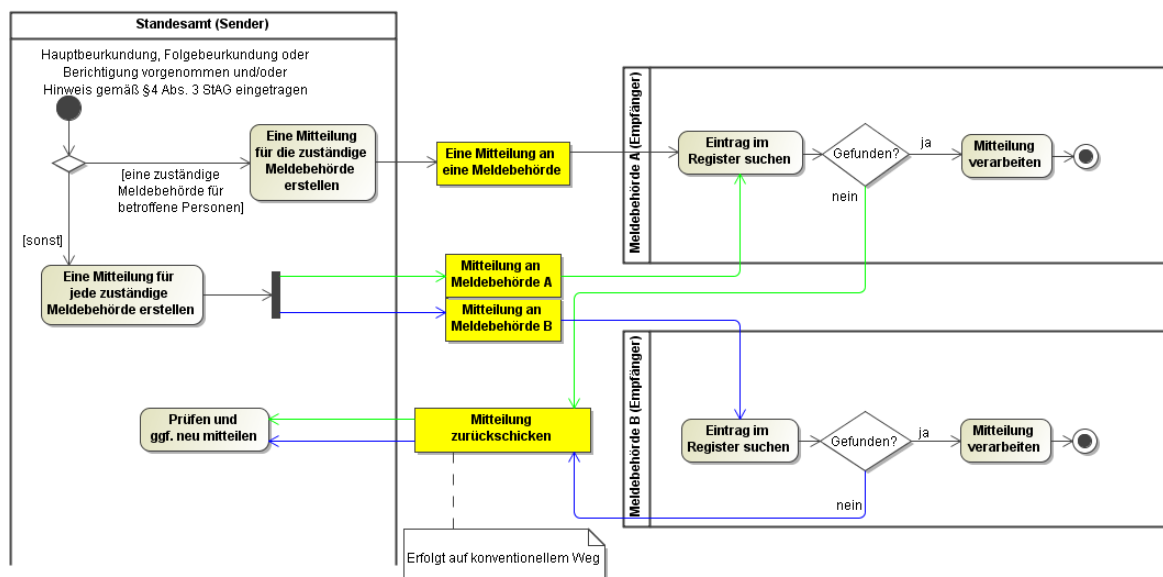 Standesamt (Sender)
Hauptbeurkundung, Folgebeurkundung oder
Berichtigung vorgenommen und/oder
Hinweis gemäß §4 Abs. 3 StAG eingetragen
Eine Mitteilung
für die zuständige
Meldebehörde
erstellen
[eine zuständige
Meldebehörde für
betroffene Personen]
[sonst]
Eine Mitteilung für
jede zuständige
Meldebehörde erstellen
Prüfen und
ggf. neu mitteilen
Eine Mitteilung an
eine Meldebehörde
Mitteilung an
Meldebehörde A
Mitteilung an
Meldebehörde B
Mitteilung
zurückschicken
Erfolgt auf konventionellem Weg
Meldebehörde A (Empfänger)
Eintrag im
Register suchen
Gefunden?
ja
nein
Mitteilung
verarbeiten
Meldebehörde B (Empfänger)
Eintrag im
Register suchen
Gefunden?
ja
nein
Mitteilung
verarbeiten